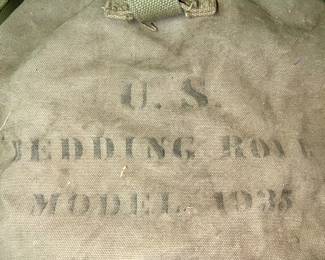 U. S.
BEDDING ROLL
MODEL 1935